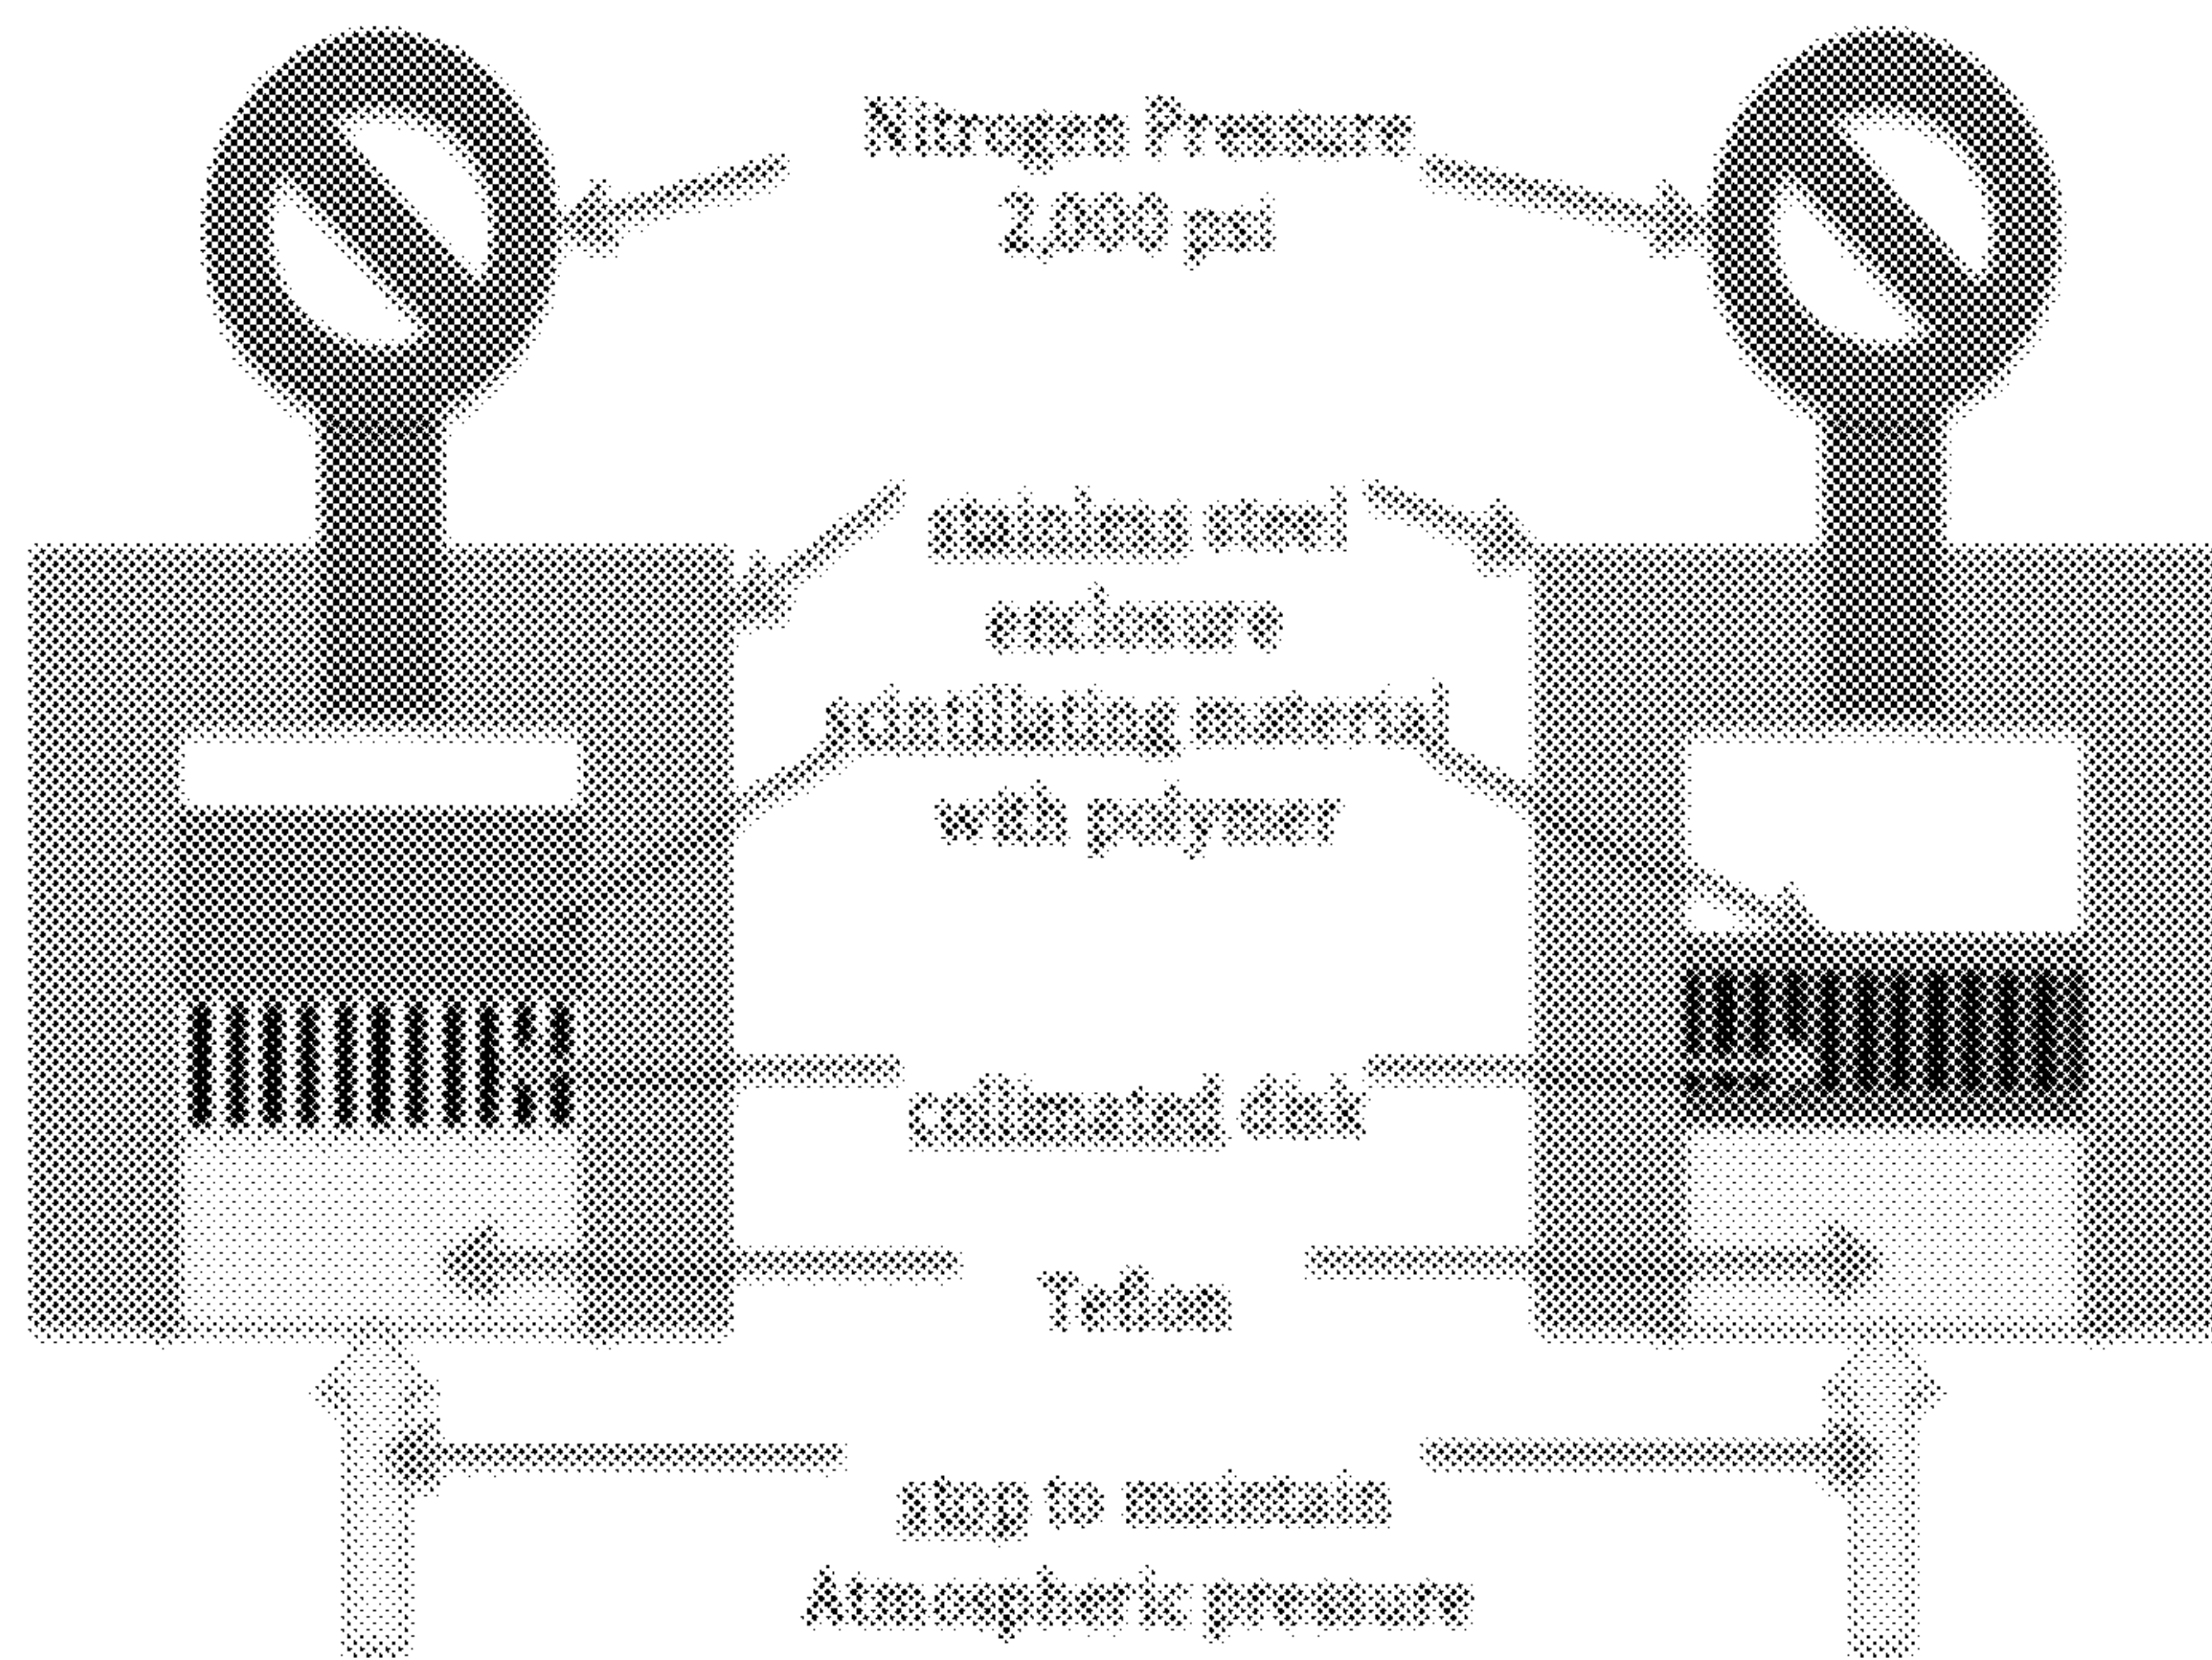 Nitrogen Pressure
2,000 psi
stainless steel
enclosure
scintillating material
with polymer
collimated disk
Teflon
stop to maintain
Atmospheric pressure